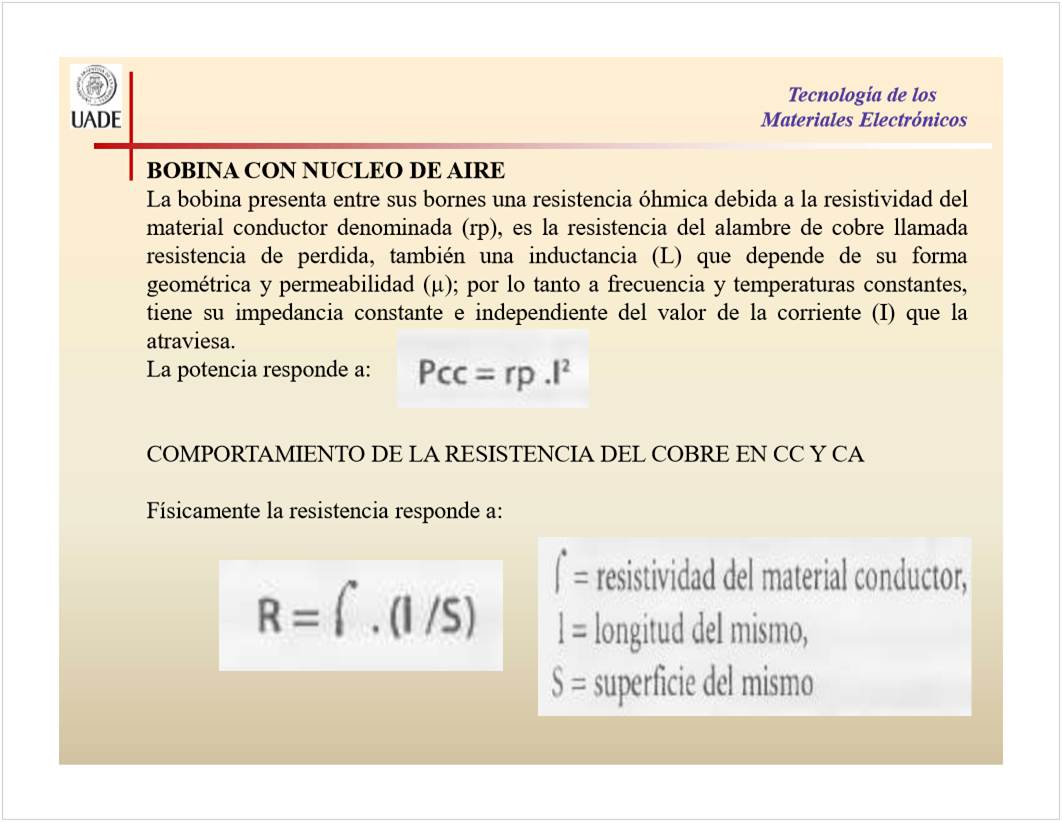 UADE
Tecnología de los
Materiales Electrónicos
BOBINA CON NUCLEO DE AIRE
La bobina presenta entre sus bornes una resistencia óhmica debida a la resistividad del
material conductor denominada (rp), es la resistencia del alambre de cobre llamada
resistencia de perdida, también una inductancia (L) que depende de su forma
geométrica y permeabilidad (µ); por lo tanto a frecuencia y temperaturas constantes,
tiene su impedancia constante e independiente del valor de la corriente (I) que la
atraviesa.
La potencia responde a:
Pcc = rp .I²
COMPORTAMIENTO DE LA RESISTENCIA DEL COBRE EN CC Y CA
Físicamente la resistencia responde a:
R = ſ . (l /S)
ſ = resistividad del material conductor,
l = longitud del mismo,
S = superficie del mismo